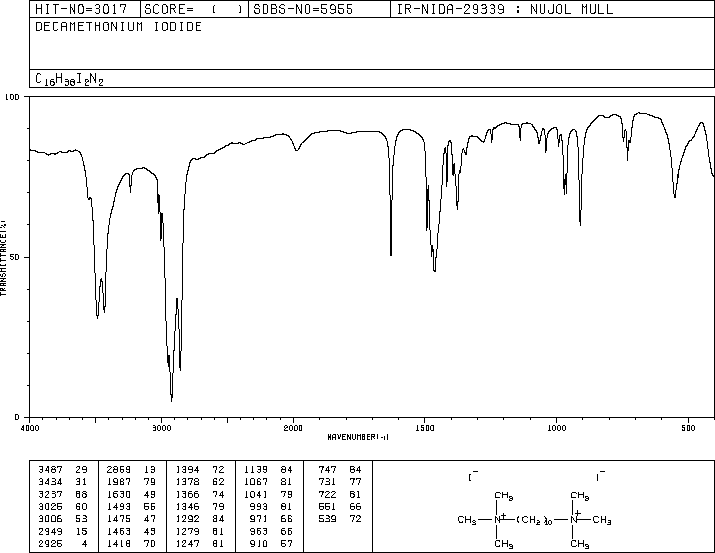 HIT-NO=3017 SCORE= ( ) SDBS-NO=5955 IR-NIDA-29339 : NUJOL MULL
DECAMETHONIUM IODIDE
C16H38I2N2
100
50
0
TRANSMITTANCE(%)
4000 3000 2000 1500 1000 500
WAVENUMBER(-1)
3487 29 2869 13 1394 72 1139 84 747 84
3434 31 1987 79 1378 62 1067 81 731 77
3237 68 1630 49 1366 74 1041 79 722 81
3025 60 1493 56 1346 79 993 81 551 66
3006 53 1475 47 1292 84 971 66 539 72
2949 15 1463 43 1279 81 963 66
2925 4 1418 70 1247 81 910 57
I− I−
CH3 CH3
CH3 N+ (CH2)10 N+ CH3
CH3 CH3